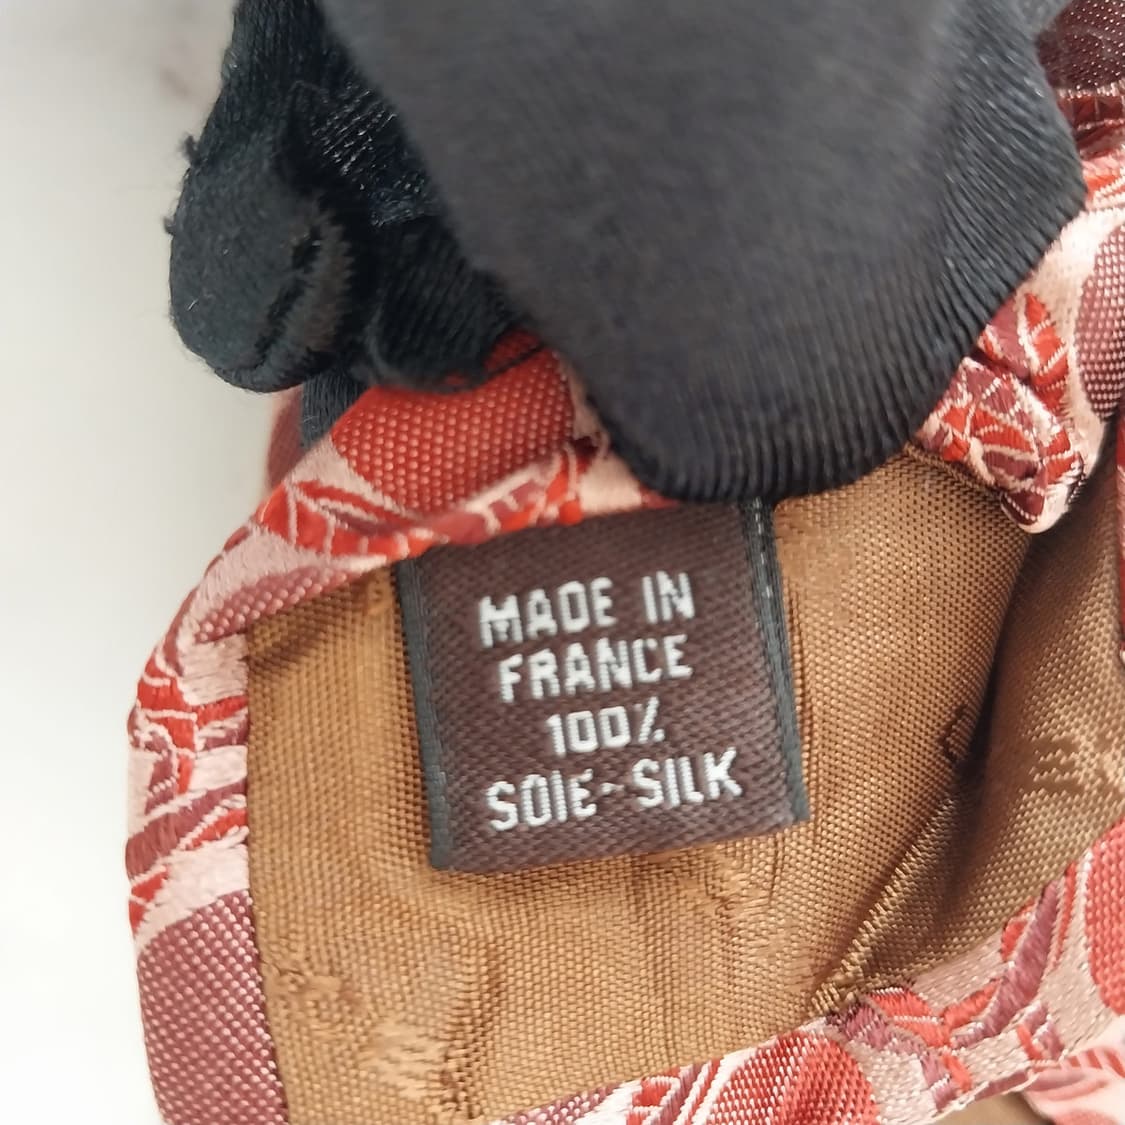 MADE IN
FRANCE
100%
SOIE-SILK